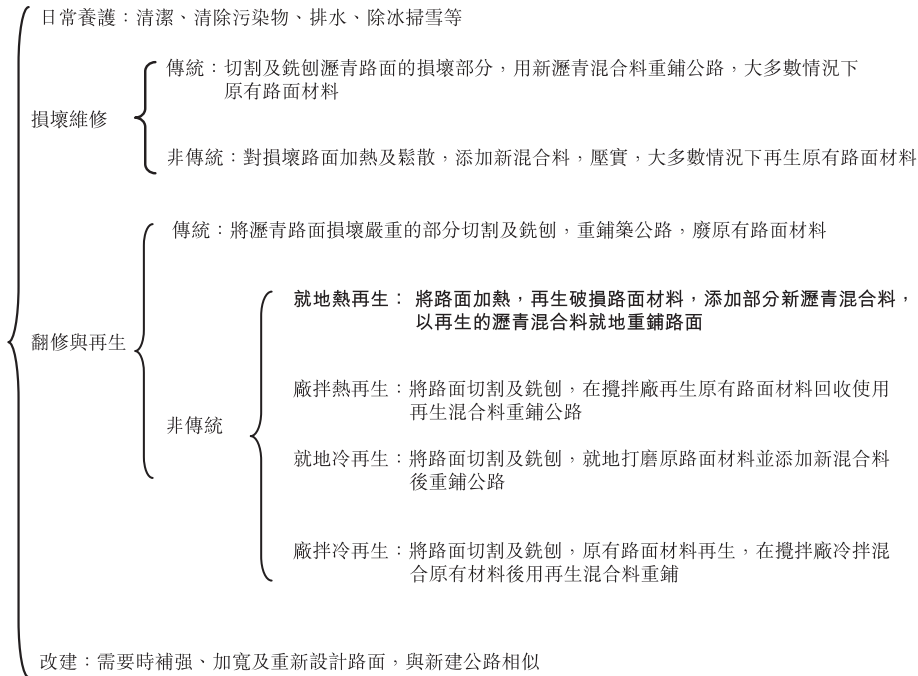 日常養護：清潔、清除污染物、排水、除冰掃雪等
傳統：切割及銑刨瀝青路面的損壞部分，用新瀝青混合料重鋪公路，大多數情況下
原有路面材料
損壞維修
非傳統：對損壞路面加熱及鬆散，添加新混合料，壓實，大多數情況下再生原有路面材料
傳統：將瀝青路面損壞嚴重的部分切割及銑刨，重鋪築公路，廢原有路面材料
就地熱再生： 將路面加熱，再生破損路面材料，添加部分新瀝青混合料，
以再生的瀝青混合料就地重鋪路面
翻修與再生
廠拌熱再生：將路面切割及銑刨，在攪拌廠再生原有路面材料回收使用
再生混合料重鋪公路
非傳統
就地冷再生：將路面切割及銑刨，就地打磨原路面材料並添加新混合料
後重鋪公路
廠拌冷再生：將路面切割及銑刨，原有路面材料再生，在攪拌廠冷拌混
合原有材料後用再生混合料重鋪
改建：需要時補强、加寬及重新設計路面，與新建公路相似